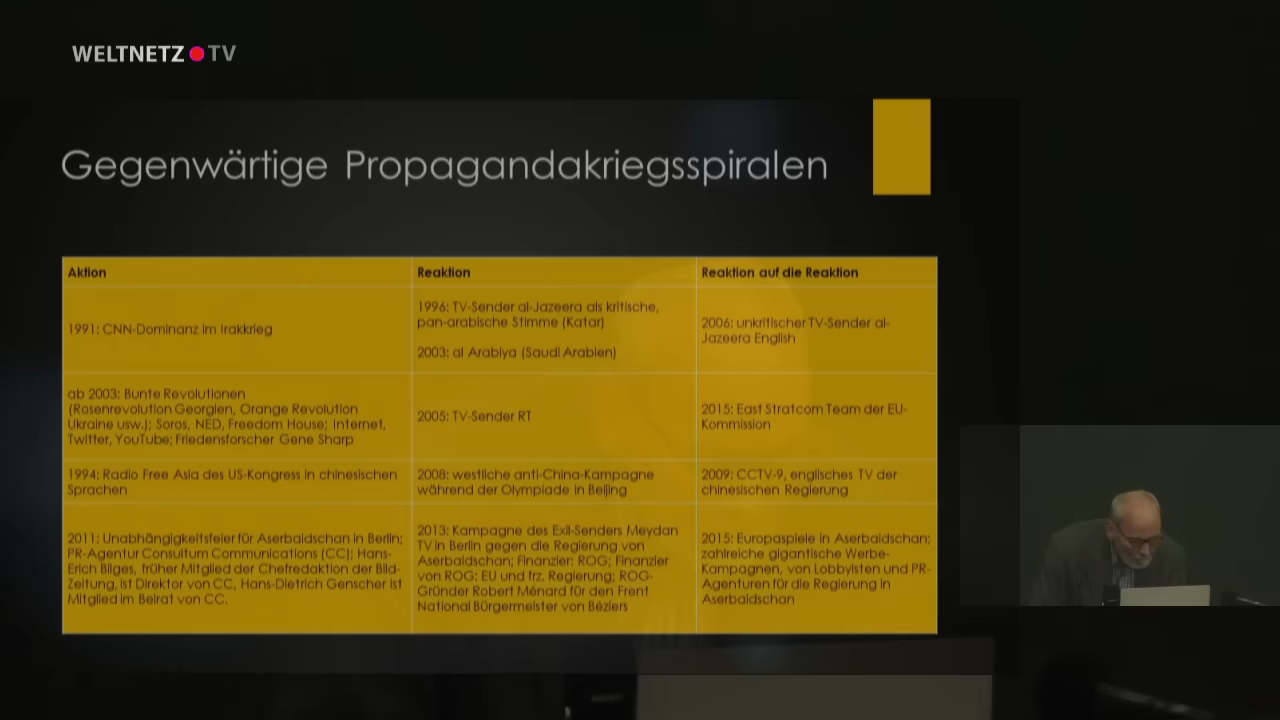 WELTNETZ TV
Gegenwärtige Propagandakriegsspiralen
Aktion
Reaktion
Reaktion auf die Reaktion
1991: CNN-Dominanz im Irakkrieg
1996: TV-Sender al-Jazeera als kritische,
pan-arabische Stimme (Katar)
2003: al Arabiya (Saudi Arabien)
2006: unkritischer TV-Sender al-
Jazeera English
ab 2003: Bunte Revolutionen
(Rosenrevolution Georgien, Orange Revolution
Ukraine usw.); Soros, NED, Freedom House; Internet,
Twitter, YouTube; Friedensforscher Gene Sharp
2005: TV-Sender RT
2015: East Stratcom Team der EU-
Kommission
1994: Radio Free Asia des US-Kongress in chinesischen
Sprachen
2008: westliche anti-China-Kampagne
während der Olympiade in Beijing
2009: CCTV-9, englisches TV der
chinesischen Regierung
2011: Unabhängigkeitsfeier für Aserbaidschan in Berlin;
PR-Agentur Consultum Communications (CC); Hans-
Erich Bilges, früher Mitglied der Chefredaktion der Bild-
Zeitung, ist Direktor von CC, Hans-Dietrich Genscher ist
Mitglied im Beirat von CC.
2013: Kampagne des Exil-Senders Meydan
TV in Berlin gegen die Regierung von
Aserbaidschan; Finanzier: ROG; Finanzier
von ROG: EU und frz. Regierung; ROG-
Gründer Robert Ménard für den Frent
National Bürgermeister von Béziers
2015: Europaspiele in Aserbaidschan;
zahlreiche gigantische Werbe-
Kampagnen, von Lobbyisten und PR-
Agenturen für die Regierung in
Aserbaidschan